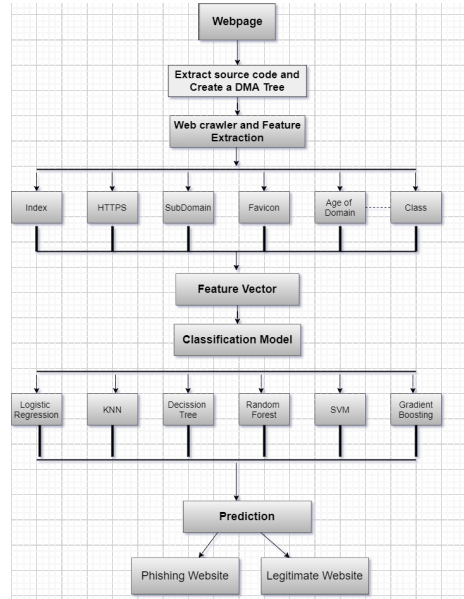 Webpage
Extract source code and
Create a DMA Tree
Web crawler and Feature
Extraction
Index
HTTPS
SubDomain
Favicon
Age of
Domain
Class
Feature Vector
Classification Model
Logistic
Regression
KNN
Decission
Tree
Random
Forest
SVM
Gradient
Boosting
Prediction
Phishing Website
Legitimate Website